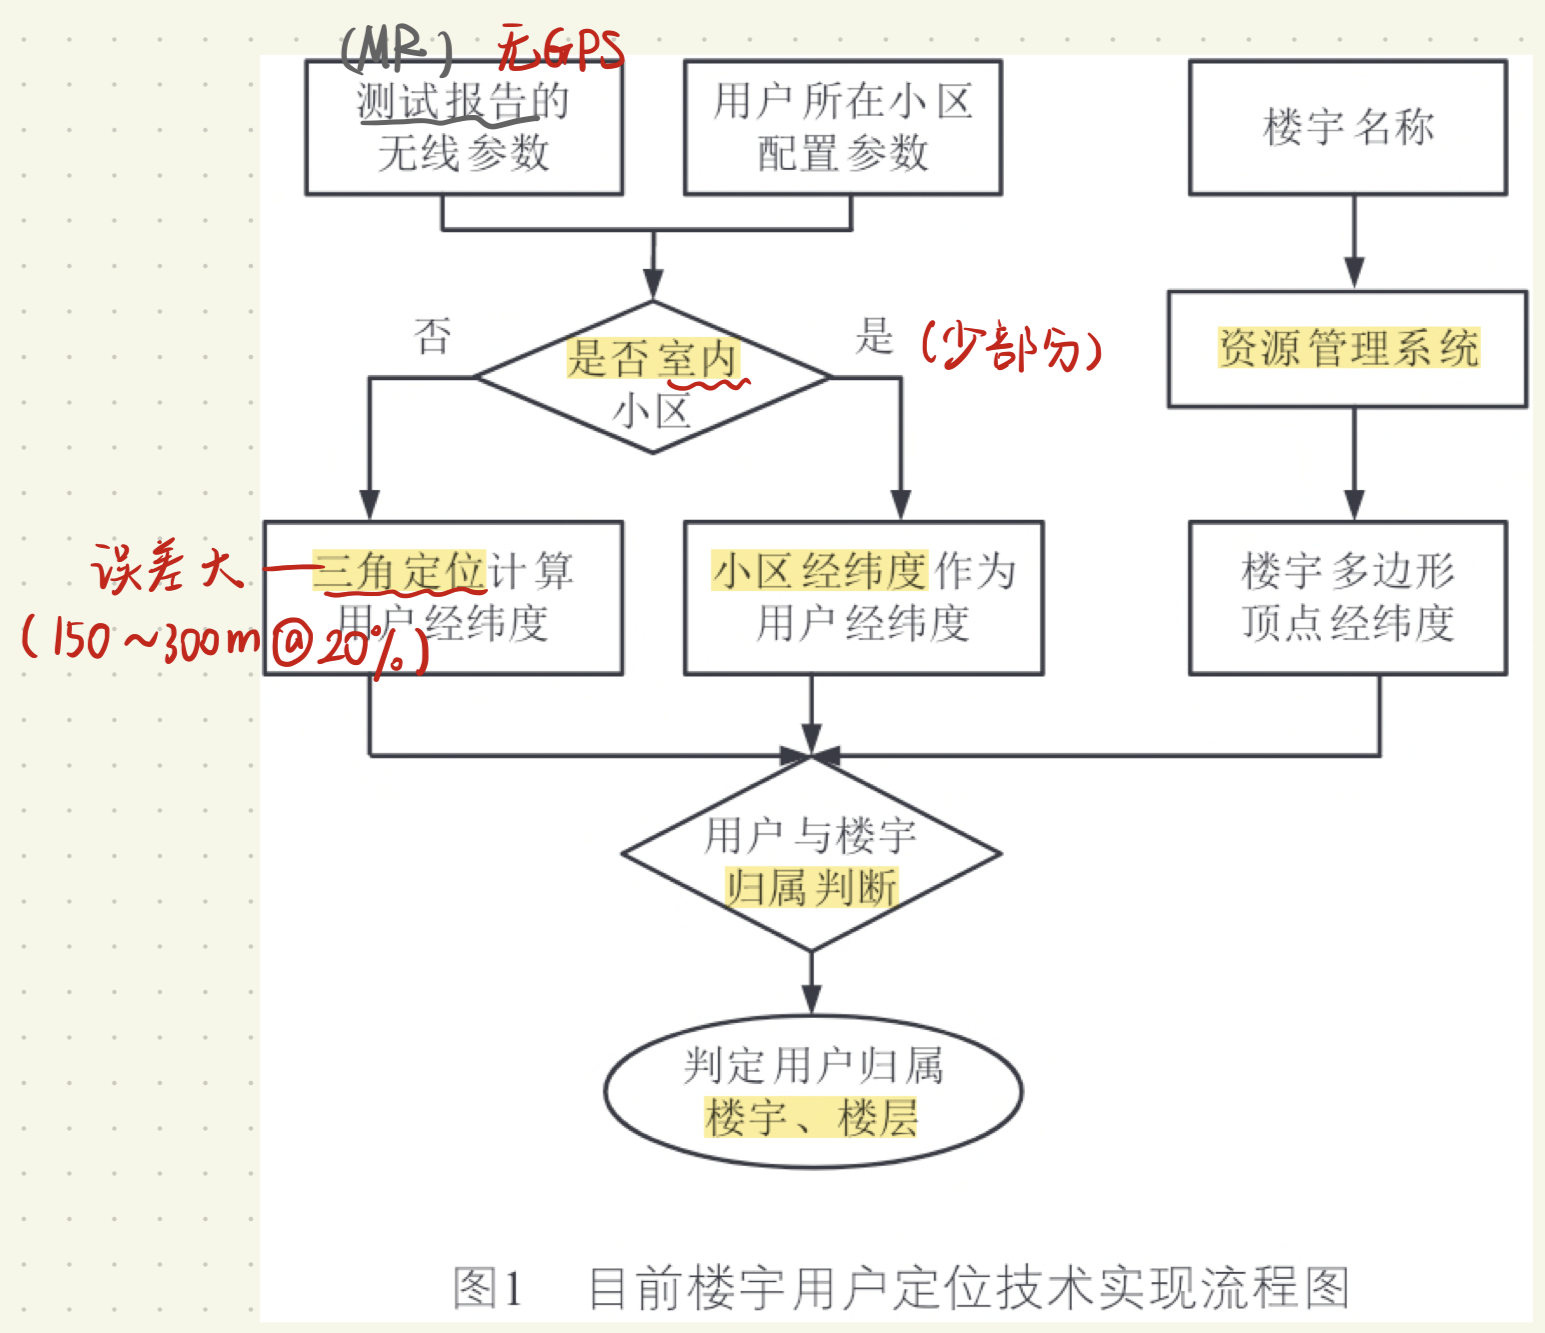 (MR) 无GPS
测试报告的
无线参数
用户所在小区
配置参数
楼宇名称
否
是否室内
小区
是 (少部分)
资源管理系统
误差大
(150~300m@20%)
三角定位计算
用户经纬度
小区经纬度作为
用户经纬度
楼宇多边形
顶点经纬度
用户与楼宇
归属判断
判定用户归属
楼宇、楼层
图1 目前楼宇用户定位技术实现流程图